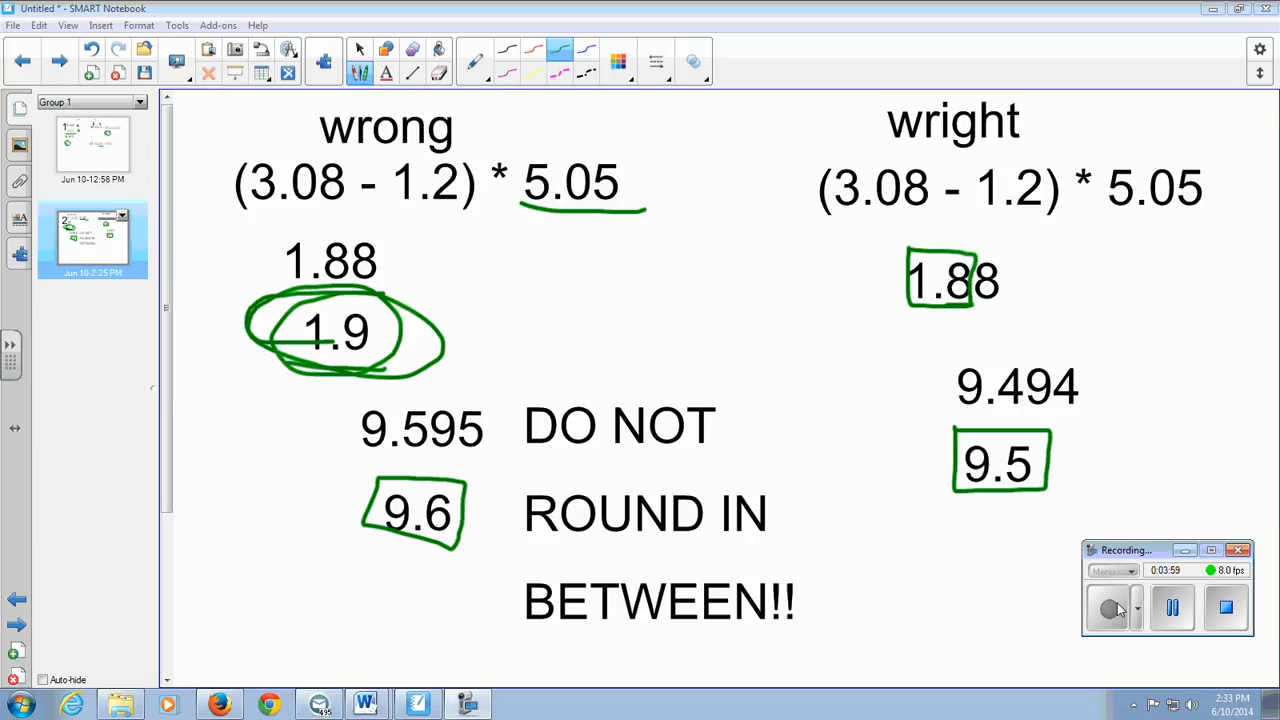 Untitled * - SMART Notebook
File Edit View Insert Format Tools Add-ons Help
Group 1
Jun 10-12:56 PM
2
Jun 10-2:25 PM
Auto-hide
wrong
(3.08 - 1.2) * 5.05
1.88
1.9
9.595
9.6
DO NOT
ROUND IN
BETWEEN!!
wright
(3.08 - 1.2) * 5.05
1.88
9.494
9.5
Recording...
Menu
0:03:59
8.0 fps
495
2:33 PM
6/10/2014